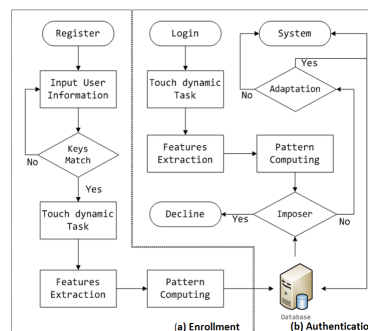 Register
Login
System
Input User
Information
Touch dynamic
Task
Yes
No
Adaptation
No
Keys
Match
Features
Extraction
Pattern
Computing
Yes
Touch dynamic
Task
Decline
Yes
Imposer
No
Features
Extraction
Pattern
Computing
Database
(a) Enrollment
(b) Authentication